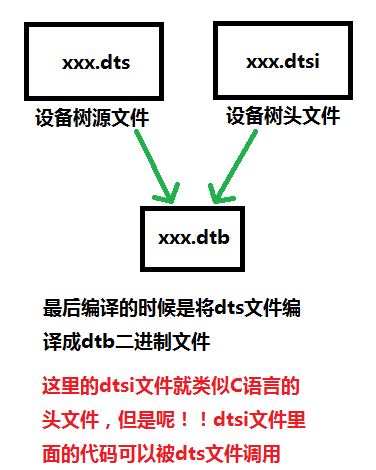 xxx.dts
xxx.dtsi
设备树源文件
设备树头文件
xxx.dtb
最后编译的时候是将dts文件编
译成dtb二进制文件
这里的dtsi文件就类似C语言的
头文件，但是呢！！dtsi文件里
面的代码可以被dts文件调用